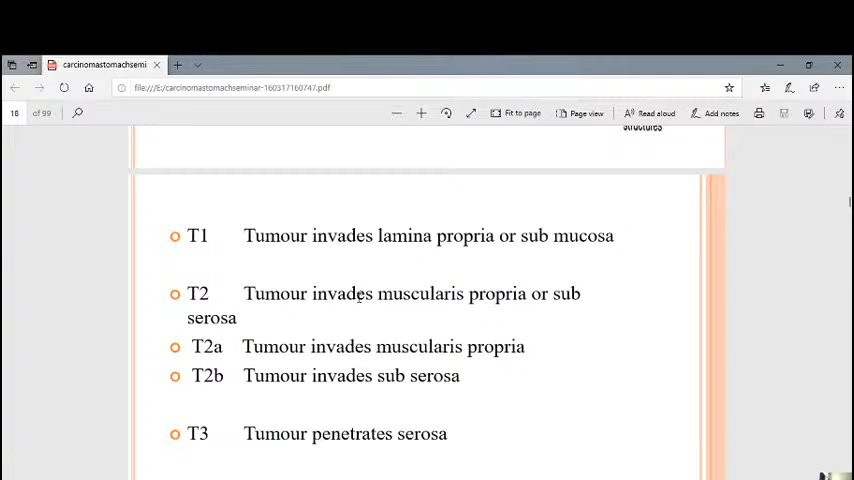 carcinomastomachsemi
file:///E:/carcinomastomachseminar-160317160747.pdf
18 of 99 Fit to page Page view Read aloud Add notes
structures
T1 Tumour invades lamina propria or sub mucosa
T2 Tumour invades muscularis propria or sub
serosa
T2a Tumour invades muscularis propria
T2b Tumour invades sub serosa
T3 Tumour penetrates serosa